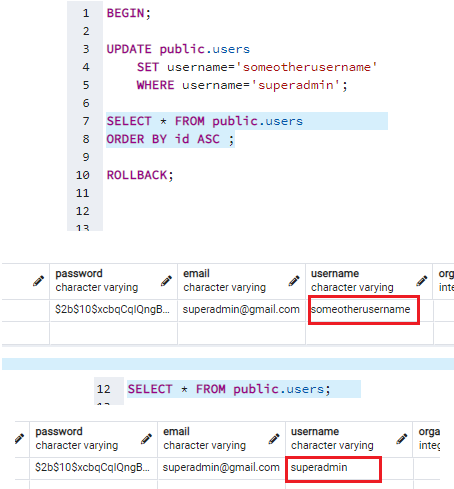 1 BEGIN;
2
3 UPDATE public.users
4 SET username='someotherusername'
5 WHERE username='superadmin';
6
7 SELECT * FROM public.users
8 ORDER BY id ASC ;
9
10 ROLLBACK;
11
12
13
password email username orga
character varying character varying character varying integ
$2b$10$xcbqCqIQngB... superadmin@gmail.com someotherusername
12 SELECT * FROM public.users;
password email username orga
character varying character varying character varying integ
$2b$10$xcbqCqIQngB... superadmin@gmail.com superadmin